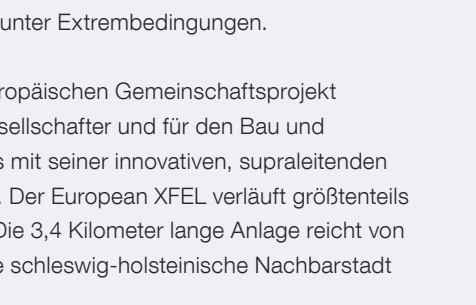 unter Extrembedingungen.
ropäischen Gemeinschaftsprojekt
sellschafter und für den Bau und
s mit seiner innovativen, supraleitenden
. Der European XFEL verläuft größtenteils
Die 3,4 Kilometer lange Anlage reicht von
e schleswig-holsteinische Nachbarstadt